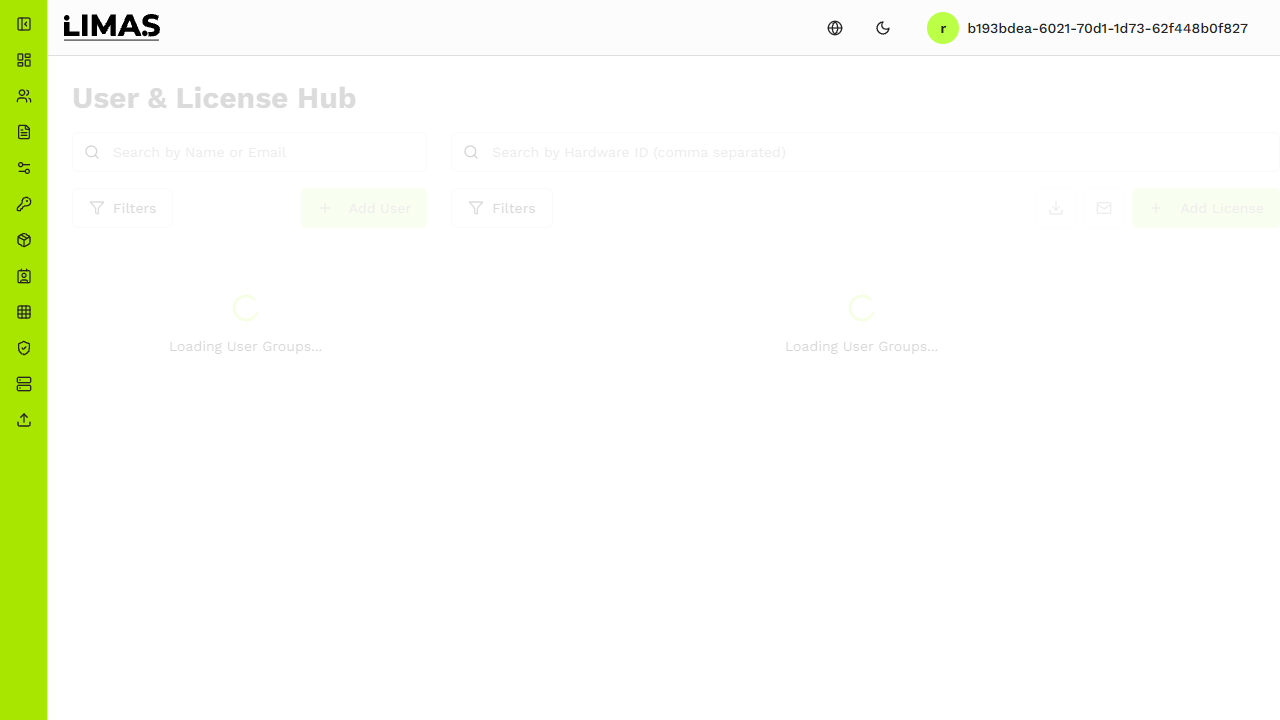 iLIMAS
r b193bdea-6021-70d1-1d73-62f448b0f827
User & License Hub
Search by Name or Email
Search by Hardware ID (comma separated)
Filters
Add User
Filters
Add License
Loading User Groups...
Loading User Groups...